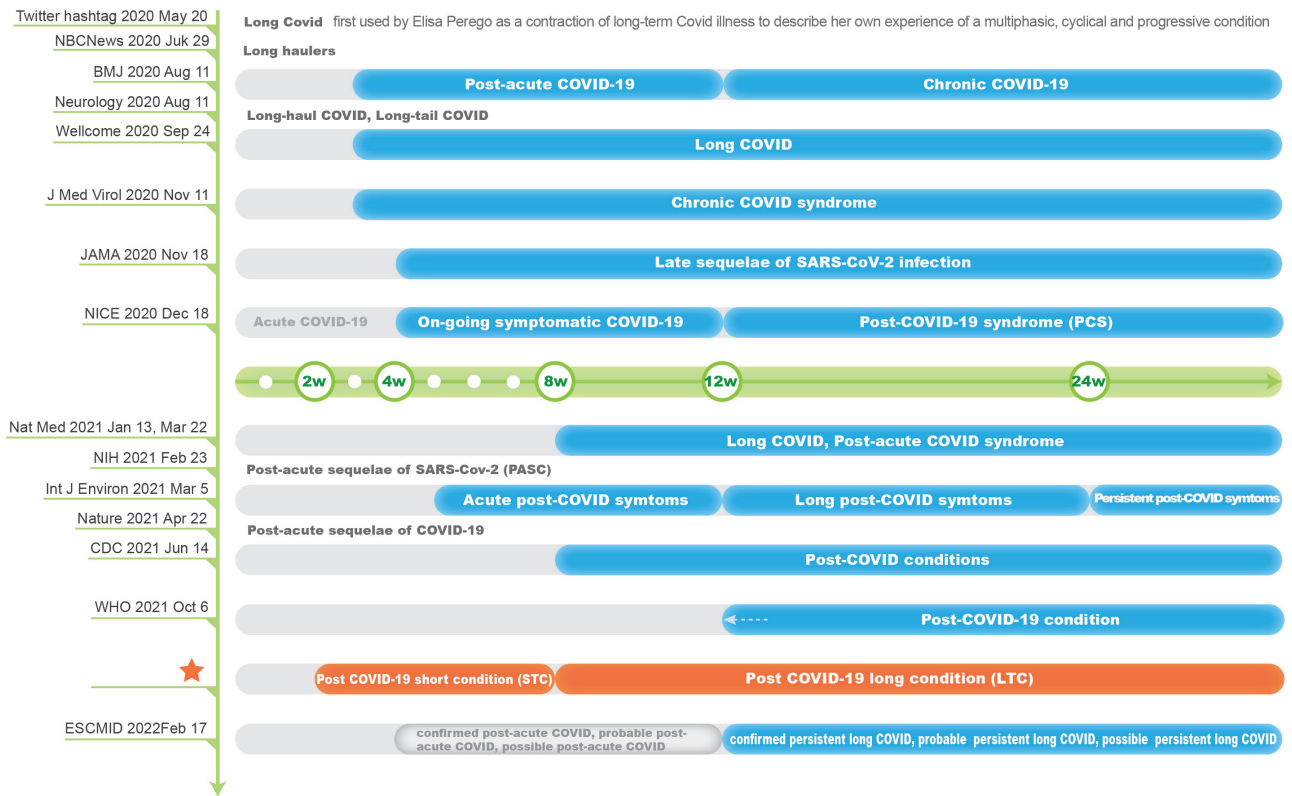 Twitter hashtag 2020 May 20
Long Covid first used by Elisa Perego as a contraction of long-term Covid illness to describe her own experience of a multiphasic, cyclical and progressive condition
NBCNews 2020 Juk 29
Long haulers
BMJ 2020 Aug 11
Post-acute COVID-19
Chronic COVID-19
Neurology 2020 Aug 11
Long-haul COVID, Long-tail COVID
Wellcome 2020 Sep 24
Long COVID
J Med Virol 2020 Nov 11
Chronic COVID syndrome
JAMA 2020 Nov 18
Late sequelae of SARS-CoV-2 infection
NICE 2020 Dec 18
Acute COVID-19
On-going symptomatic COVID-19
Post-COVID-19 syndrome (PCS)
2w
4w
8w
12w
24w
Nat Med 2021 Jan 13, Mar 22
Long COVID, Post-acute COVID syndrome
NIH 2021 Feb 23
Post-acute sequelae of SARS-Cov-2 (PASC)
Int J Environ 2021 Mar 5
Acute post-COVID symtoms
Long post-COVID symtoms
Persistent post-COVID symtoms
Nature 2021 Apr 22
Post-acute sequelae of COVID-19
CDC 2021 Jun 14
Post-COVID conditions
WHO 2021 Oct 6
Post-COVID-19 condition
Post COVID-19 short condition (STC)
Post COVID-19 long condition (LTC)
ESCMID 2022Feb 17
confirmed post-acute COVID, probable post-
acute COVID, possible post-acute COVID
confirmed persistent long COVID, probable persistent long COVID, possible persistent long COVID